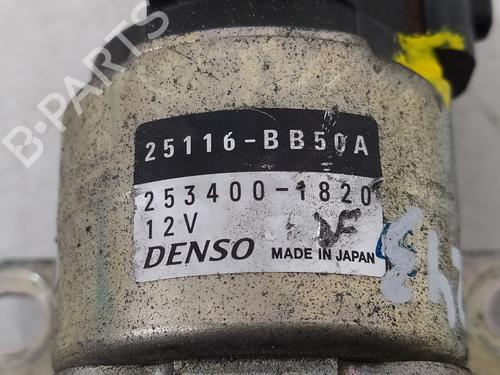 B-PARTS
25116-BB50A
253400-1820
12V
DENSO MADE IN JAPAN